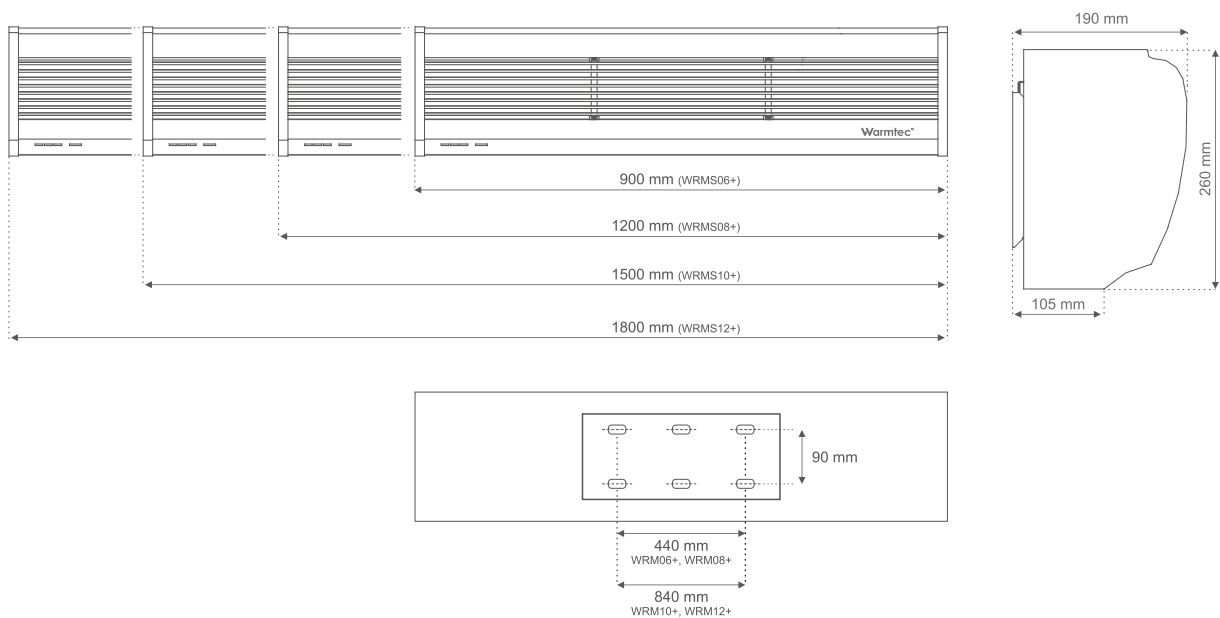 190 mm
Warmtec®
260 mm
900 mm (WRMS06+)
1200 mm (WRMS08+)
1500 mm (WRMS10+)
105 mm
1800 mm (WRMS12+)
90 mm
440 mm
WRM06+, WRM08+
840 mm
WRM10+, WRM12+